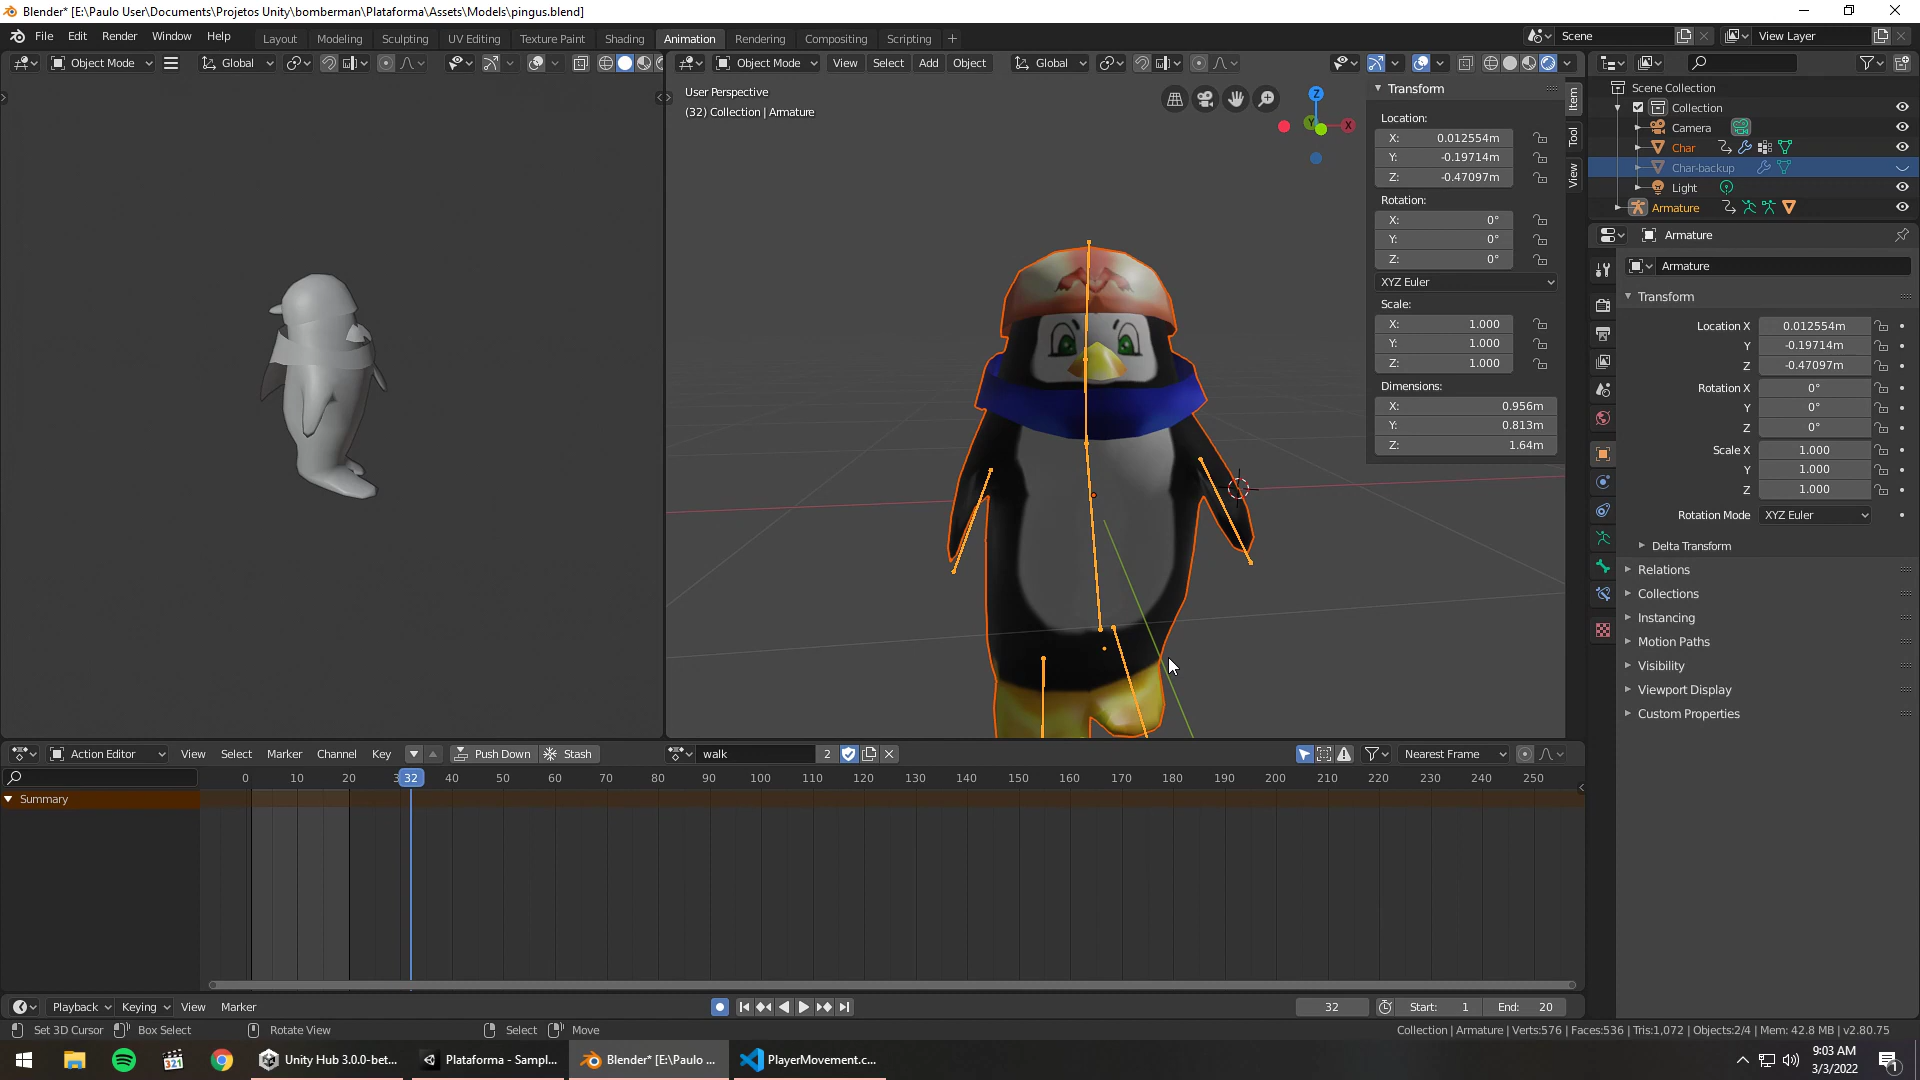 Blender* [E:\Paulo User\Documents\Projetos Unity\bomberman\Plataforma\Assets\Models\pingus.blend]
File Edit Render Window Help Layout Modeling Sculpting UV Editing Texture Paint Shading Animation Rendering Compositing Scripting + Scene View Layer
Object Mode Global Object Mode View Select Add Object Global
User Perspective
(32) Collection | Armature
Z
Y X
Transform
Location:
X: 0.012554m
Y: -0.19714m
Z: -0.47097m
Rotation:
X: 0°
Y: 0°
Z: 0°
XYZ Euler
Scale:
X: 1.000
Y: 1.000
Z: 1.000
Dimensions:
X: 0.956m
Y: 0.813m
Z: 1.64m
Item
Tool
View
Scene Collection
Collection
Camera
Char
Char-backup
Light
Armature
Armature
Armature
Transform
Location X 0.012554m
Y -0.19714m
Z -0.47097m
Rotation X 0°
Y 0°
Z 0°
Scale X 1.000
Y 1.000
Z 1.000
Rotation Mode XYZ Euler
Delta Transform
Relations
Collections
Instancing
Motion Paths
Visibility
Viewport Display
Custom Properties
Action Editor View Select Marker Channel Key Push Down Stash walk 2 Nearest Frame
0 10 20 3 32 40 50 60 70 80 90 100 110 120 130 140 150 160 170 180 190 200 210 220 230 240 250
Summary
Playback Keying View Marker 32 Start: 1 End: 20
Set 3D Cursor Box Select Rotate View Select Move Collection | Armature | Verts:576 | Faces:536 | Tris:1,072 | Objects:2/4 | Mem: 42.8 MB | v2.80.75
321 Unity Hub 3.0.0-bet... Plataforma - Sampl... Blender* [E:\Paulo ... PlayerMovement.c... 9:03 AM
3/3/2022
1